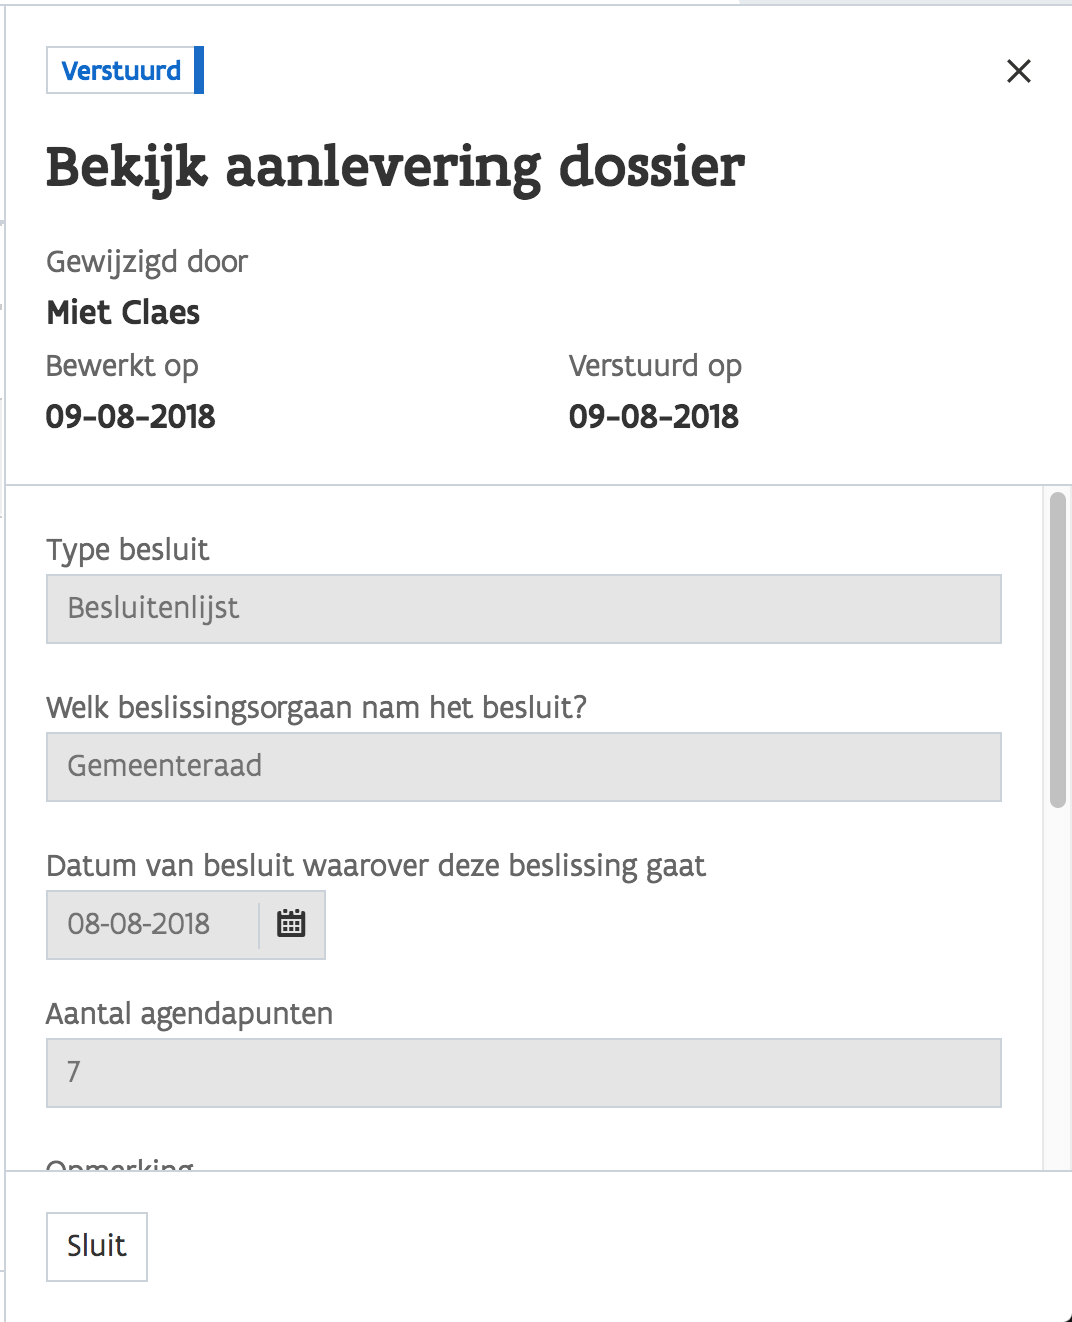 Verstuurd
Bekijk aanlevering dossier
Gewijzigd door
Miet Claes
Bewerkt op
Verstuurd op
09-08-2018
09-08-2018
Type besluit
Besluitenlijst
Welk beslissingsorgaan nam het besluit?
Gemeenteraad
Datum van besluit waarover deze beslissing gaat
08-08-2018
Aantal agendapunten
7
Opmerking
Sluit